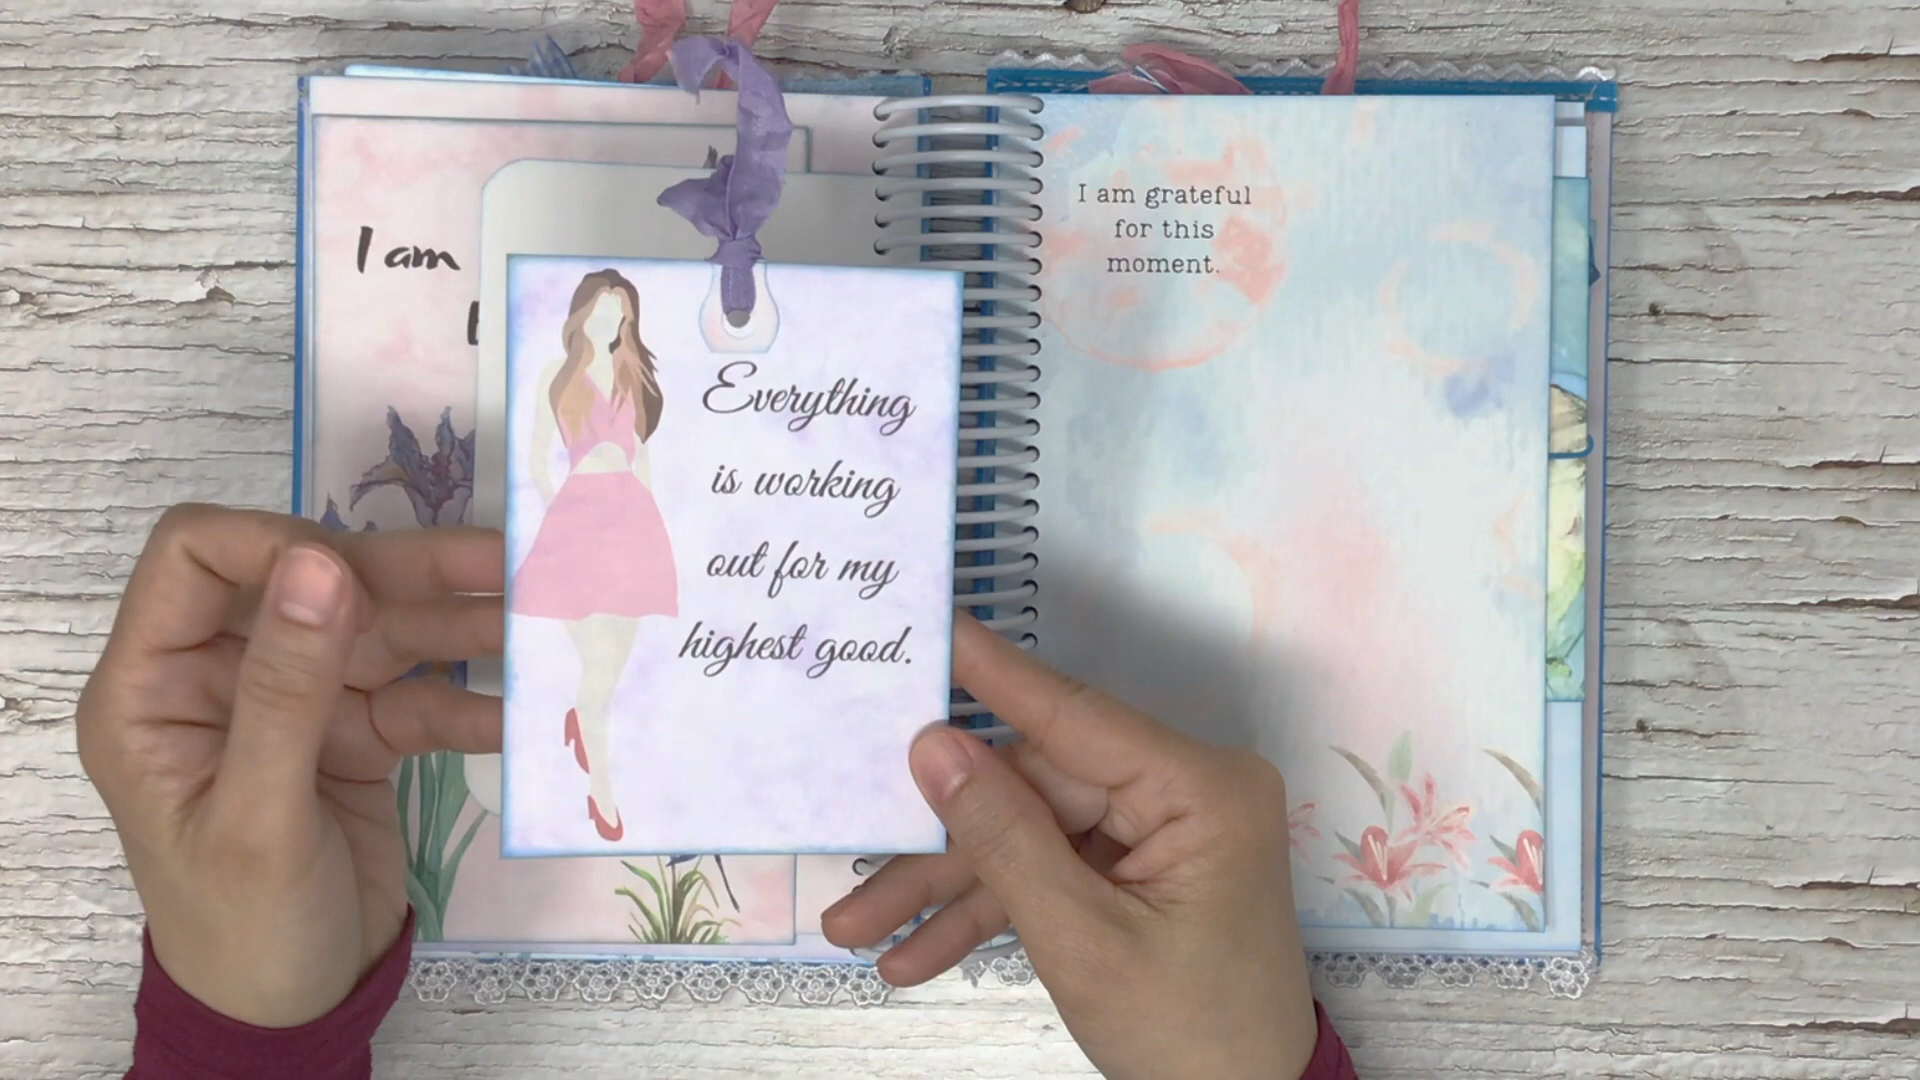 I am
Everything
is working
out for my
highest good.
I am grateful
for this
moment.